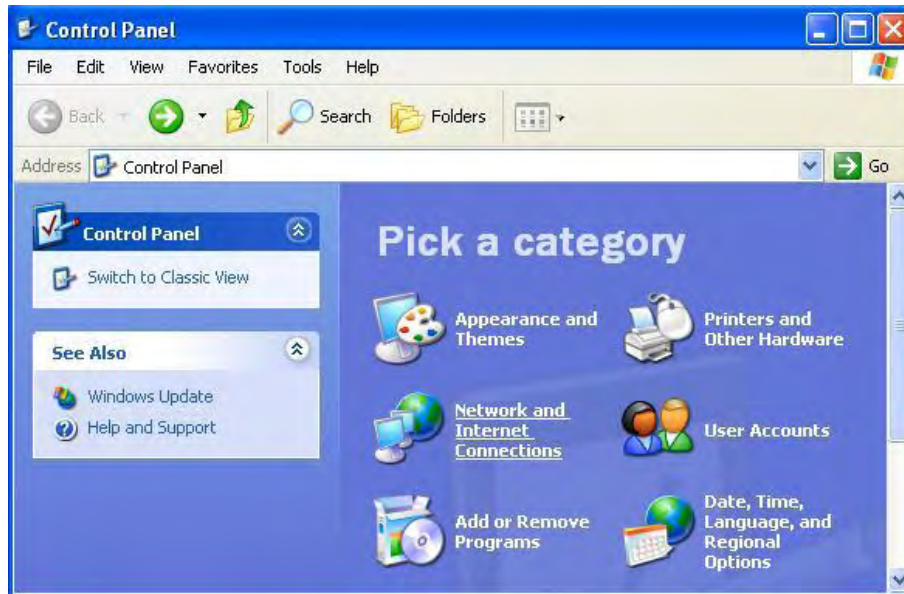 Control Panel
File Edit View Favorites Tools Help
Back Search Folders
Address Control Panel Go
Control Panel
Switch to Classic View
See Also
Windows Update
Help and Support
Pick a category
Appearance and
Themes
Printers and
Other Hardware
Network and
Internet
Connections
User Accounts
Add or Remove
Programs
Date, Time,
Language, and
Regional
Options